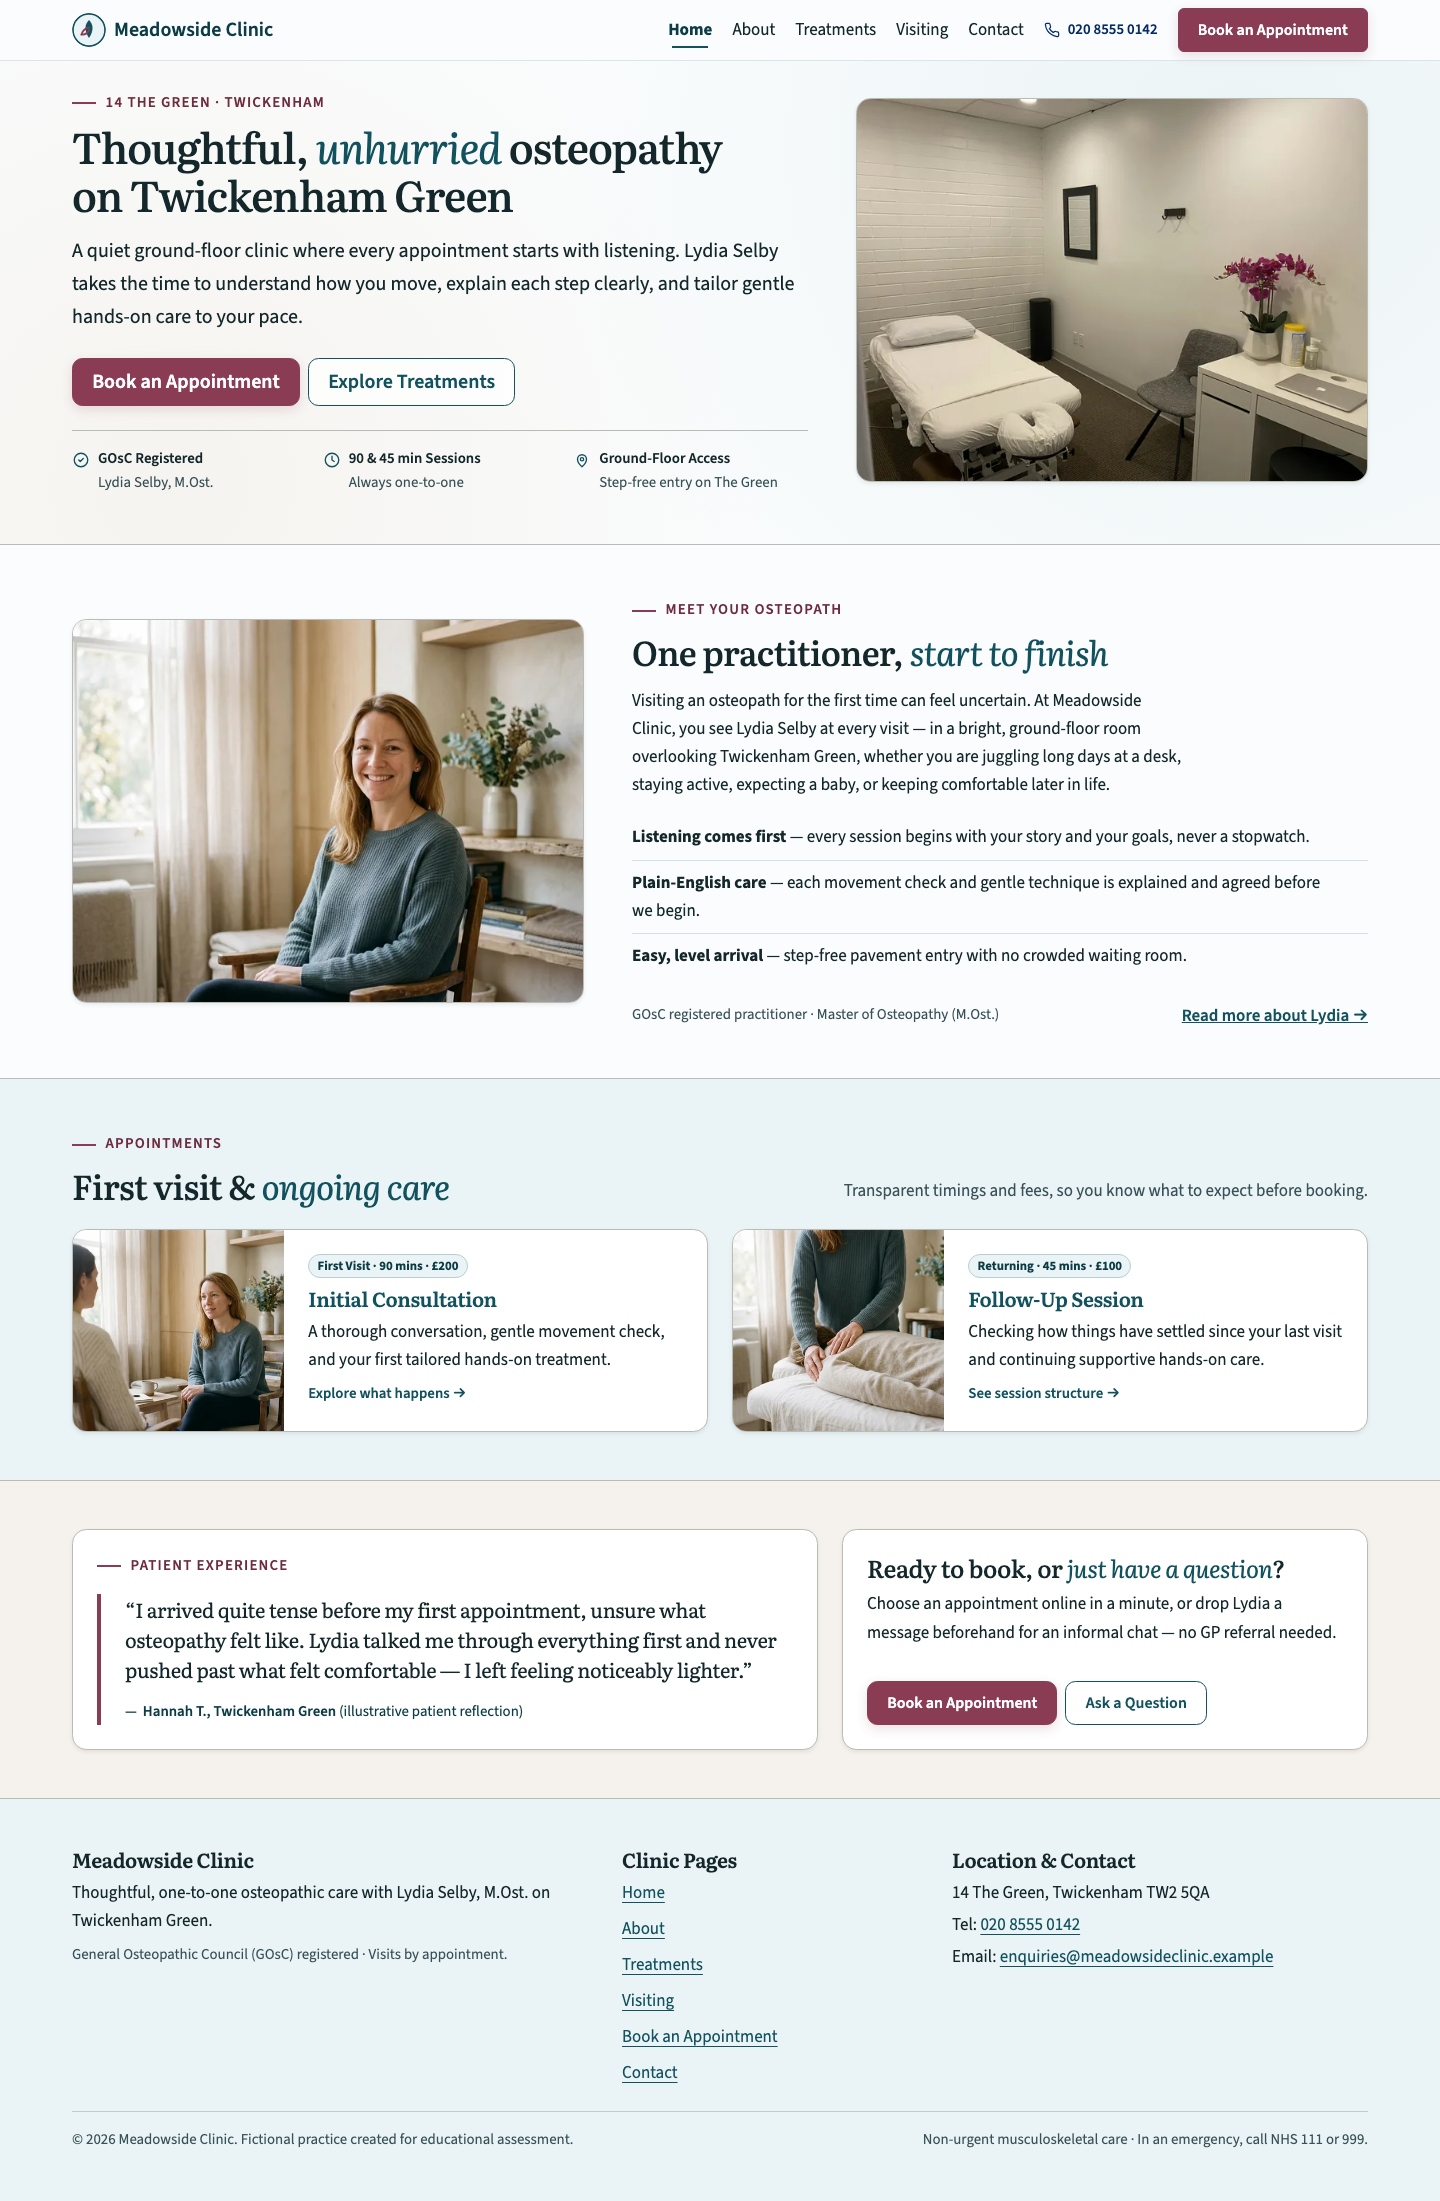 Meadowside Clinic
Home About Treatments Visiting Contact 020 8555 0142 Book an Appointment
14 THE GREEN · TWICKENHAM
Thoughtful, unhurried osteopathy
on Twickenham Green
A quiet ground-floor clinic where every appointment starts with listening. Lydia Selby
takes the time to understand how you move, explain each step clearly, and tailor gentle
hands-on care to your pace.
Book an Appointment Explore Treatments
GOsC Registered
Lydia Selby, M.Ost.
90 & 45 min Sessions
Always one-to-one
Ground-Floor Access
Step-free entry on The Green
MEET YOUR OSTEOPATH
One practitioner, start to finish
Visiting an osteopath for the first time can feel uncertain. At Meadowside
Clinic, you see Lydia Selby at every visit — in a bright, ground-floor room
overlooking Twickenham Green, whether you are juggling long days at a desk,
staying active, expecting a baby, or keeping comfortable later in life.
Listening comes first — every session begins with your story and your goals, never a stopwatch.
Plain-English care — each movement check and gentle technique is explained and agreed before
we begin.
Easy, level arrival — step-free pavement entry with no crowded waiting room.
GOsC registered practitioner · Master of Osteopathy (M.Ost.)
Read more about Lydia →
APPOINTMENTS
First visit & ongoing care
Transparent timings and fees, so you know what to expect before booking.
First Visit · 90 mins · £200
Initial Consultation
A thorough conversation, gentle movement check,
and your first tailored hands-on treatment.
Explore what happens →
Returning · 45 mins · £100
Follow-Up Session
Checking how things have settled since your last visit
and continuing supportive hands-on care.
See session structure →
PATIENT EXPERIENCE
“I arrived quite tense before my first appointment, unsure what
osteopathy felt like. Lydia talked me through everything first and never
pushed past what felt comfortable — I left feeling noticeably lighter.”
— Hannah T., Twickenham Green (illustrative patient reflection)
Ready to book, or just have a question?
Choose an appointment online in a minute, or drop Lydia a
message beforehand for an informal chat — no GP referral needed.
Book an Appointment Ask a Question
Meadowside Clinic
Thoughtful, one-to-one osteopathic care with Lydia Selby, M.Ost. on
Twickenham Green.
General Osteopathic Council (GOsC) registered · Visits by appointment.
Clinic Pages
Home
About
Treatments
Visiting
Book an Appointment
Contact
Location & Contact
14 The Green, Twickenham TW2 5QA
Tel: 020 8555 0142
Email: enquiries@meadowsideclinic.example
© 2026 Meadowside Clinic. Fictional practice created for educational assessment.
Non-urgent musculoskeletal care · In an emergency, call NHS 111 or 999.